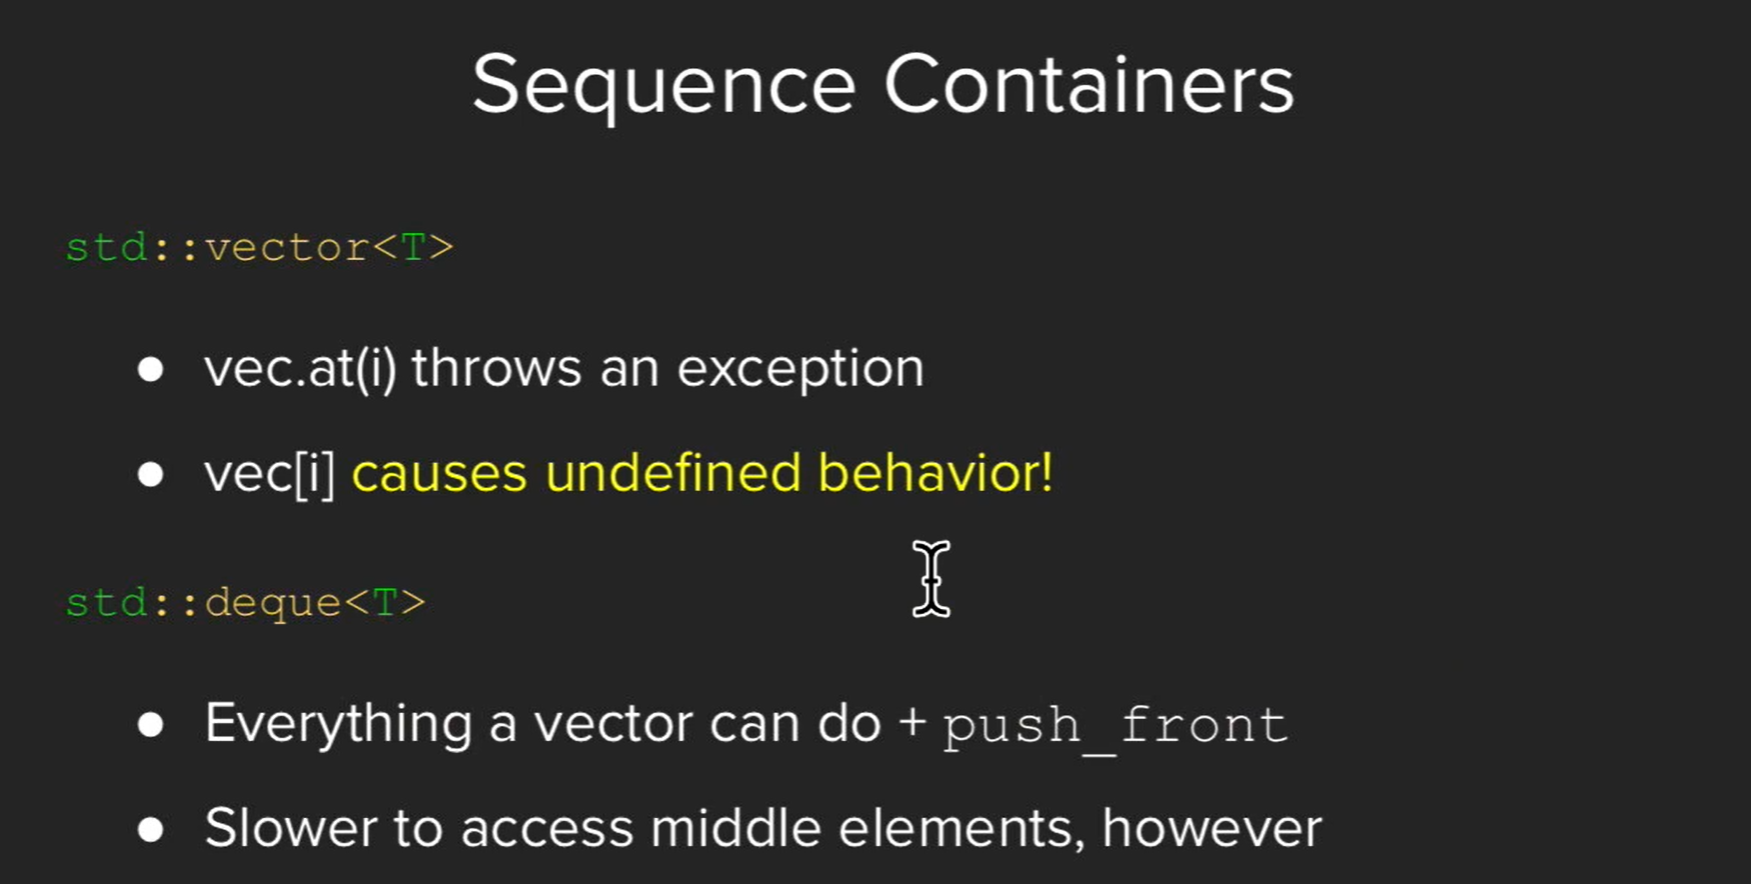 Sequence Containers
std::vector<T>
● vec.at(i) throws an exception
● vec[i] causes undefined behavior!
std::deque<T>
● Everything a vector can do + push_front
● Slower to access middle elements, however